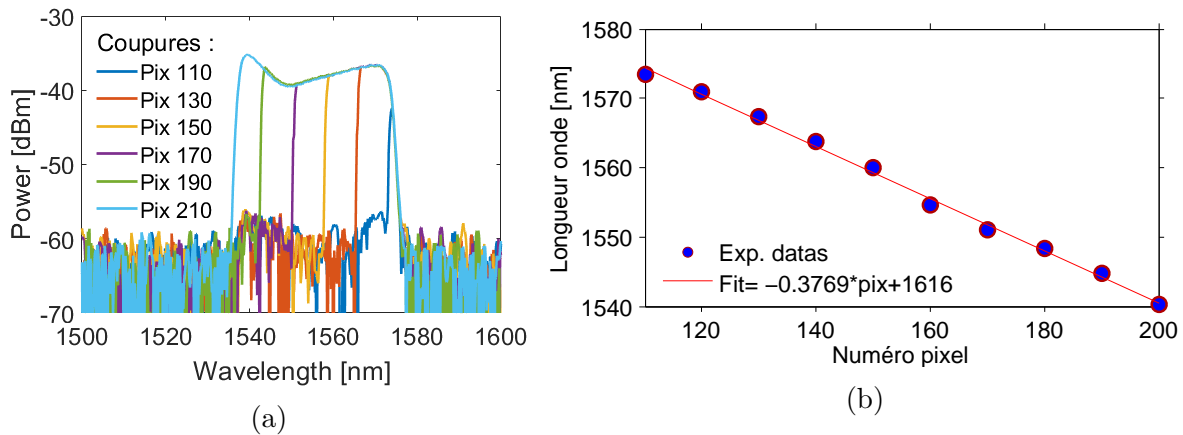 -30
-40
-50
-60
-70
Power [dBm]
Coupures :
Pix 110
Pix 130
Pix 150
Pix 170
Pix 190
Pix 210
1500 1520 1540 1560 1580 1600
Wavelength [nm]
(a)
1580
1570
1560
1550
1540
Longueur onde [nm]
Exp. datas
Fit= −0.3769*pix+1616
120 140 160 180 200
Numéro pixel
(b)